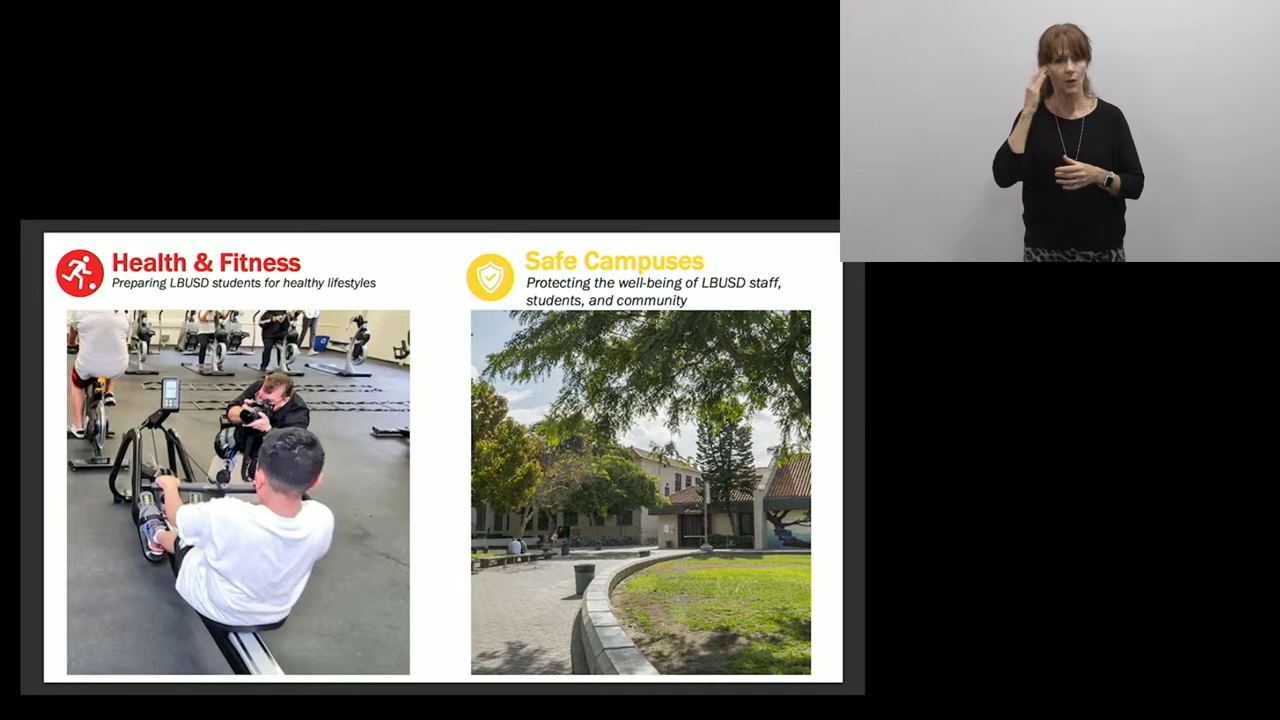 Health & Fitness
Preparing LBUSD students for healthy lifestyles
Safe Campuses
Protecting the well-being of LBUSD staff,
students, and community